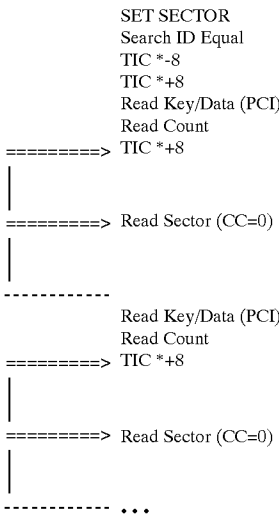 SET SECTOR
Search ID Equal
TIC *-8
TIC *+8
Read Key/Data (PCI)
Read Count
=========> TIC *+8
=========> Read Sector (CC=0)
------------
Read Key/Data (PCI)
Read Count
=========> TIC *+8
=========> Read Sector (CC=0)
------------ ...